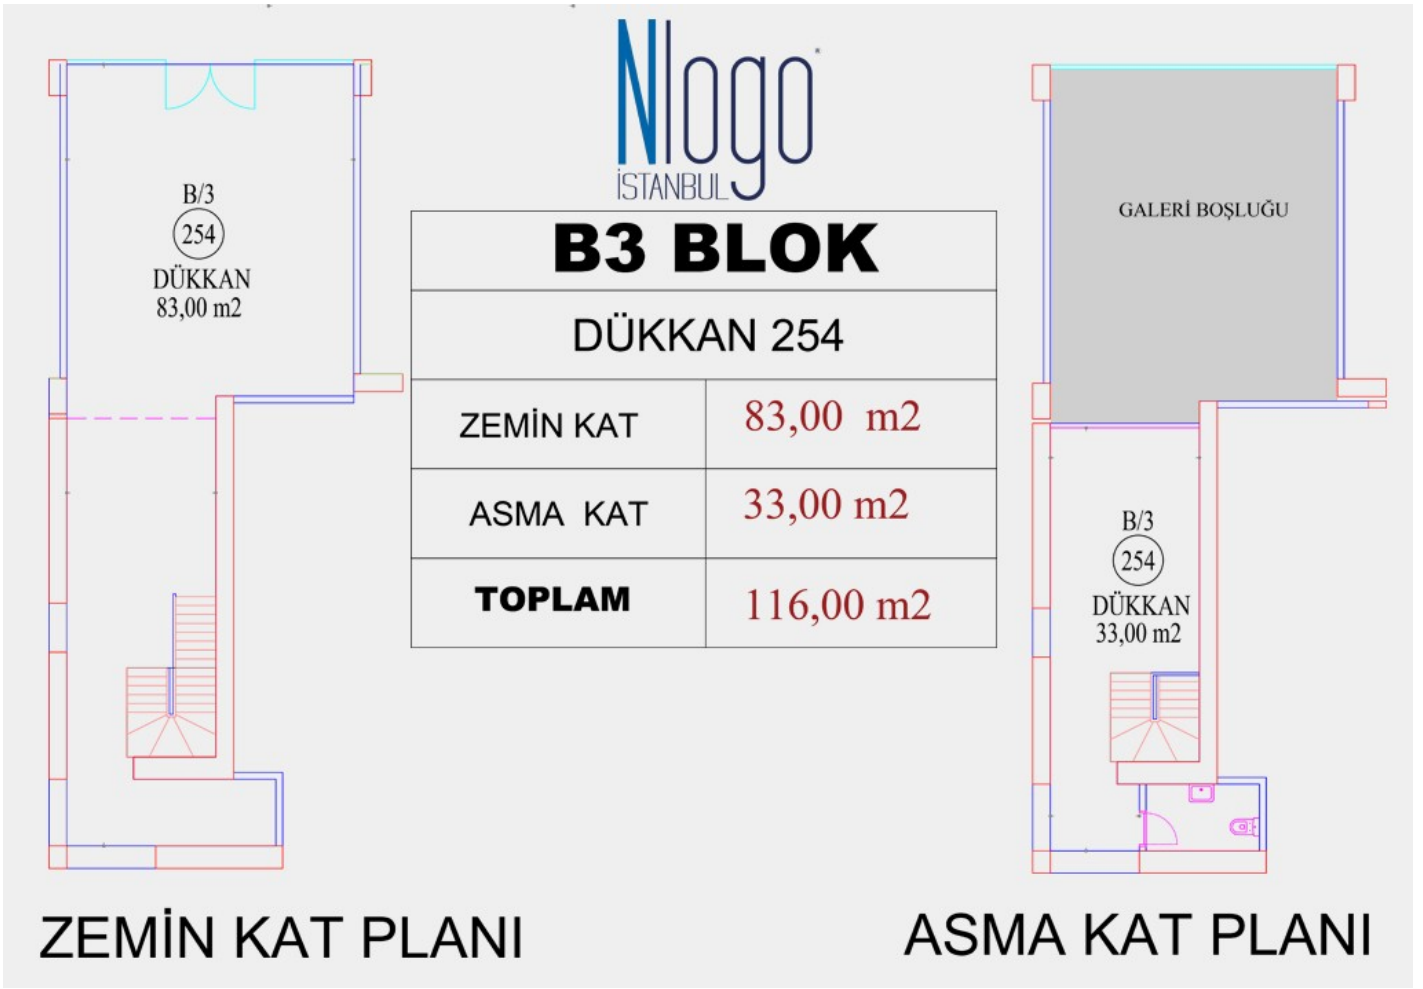 Nlogo
İSTANBUL
B3 BLOK
DÜKKAN 254
ZEMİN KAT 83,00 m2
ASMA KAT 33,00 m2
TOPLAM 116,00 m2
B/3
254
DÜKKAN
83,00 m2
ZEMİN KAT PLANI
GALERİ BOŞLUĞU
B/3
254
DÜKKAN
33,00 m2
ASMA KAT PLANI